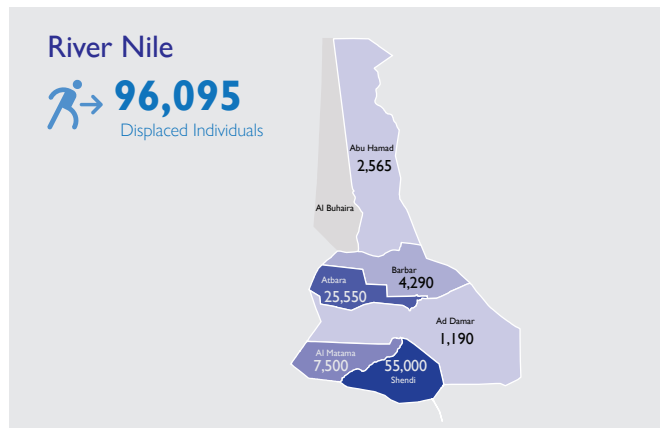 River Nile
96,095
Displaced Individuals
Abu Hamad
2,565
Al Buhaira
Barbar
4,290
Atbara
25,550
Ad Damar
1,190
Al Matama
7,500
55,000
Shendi